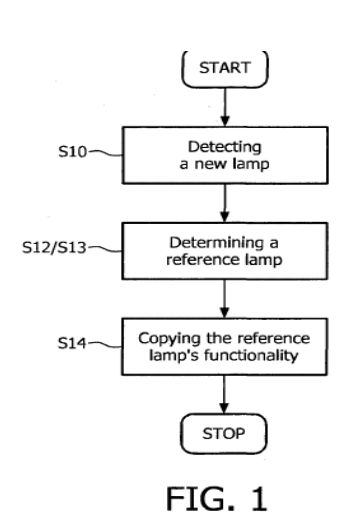 START
S10
Detecting
a new lamp
S12/S13
Determining a
reference lamp
S14
Copying the reference
lamp's functionality
STOP
FIG. 1